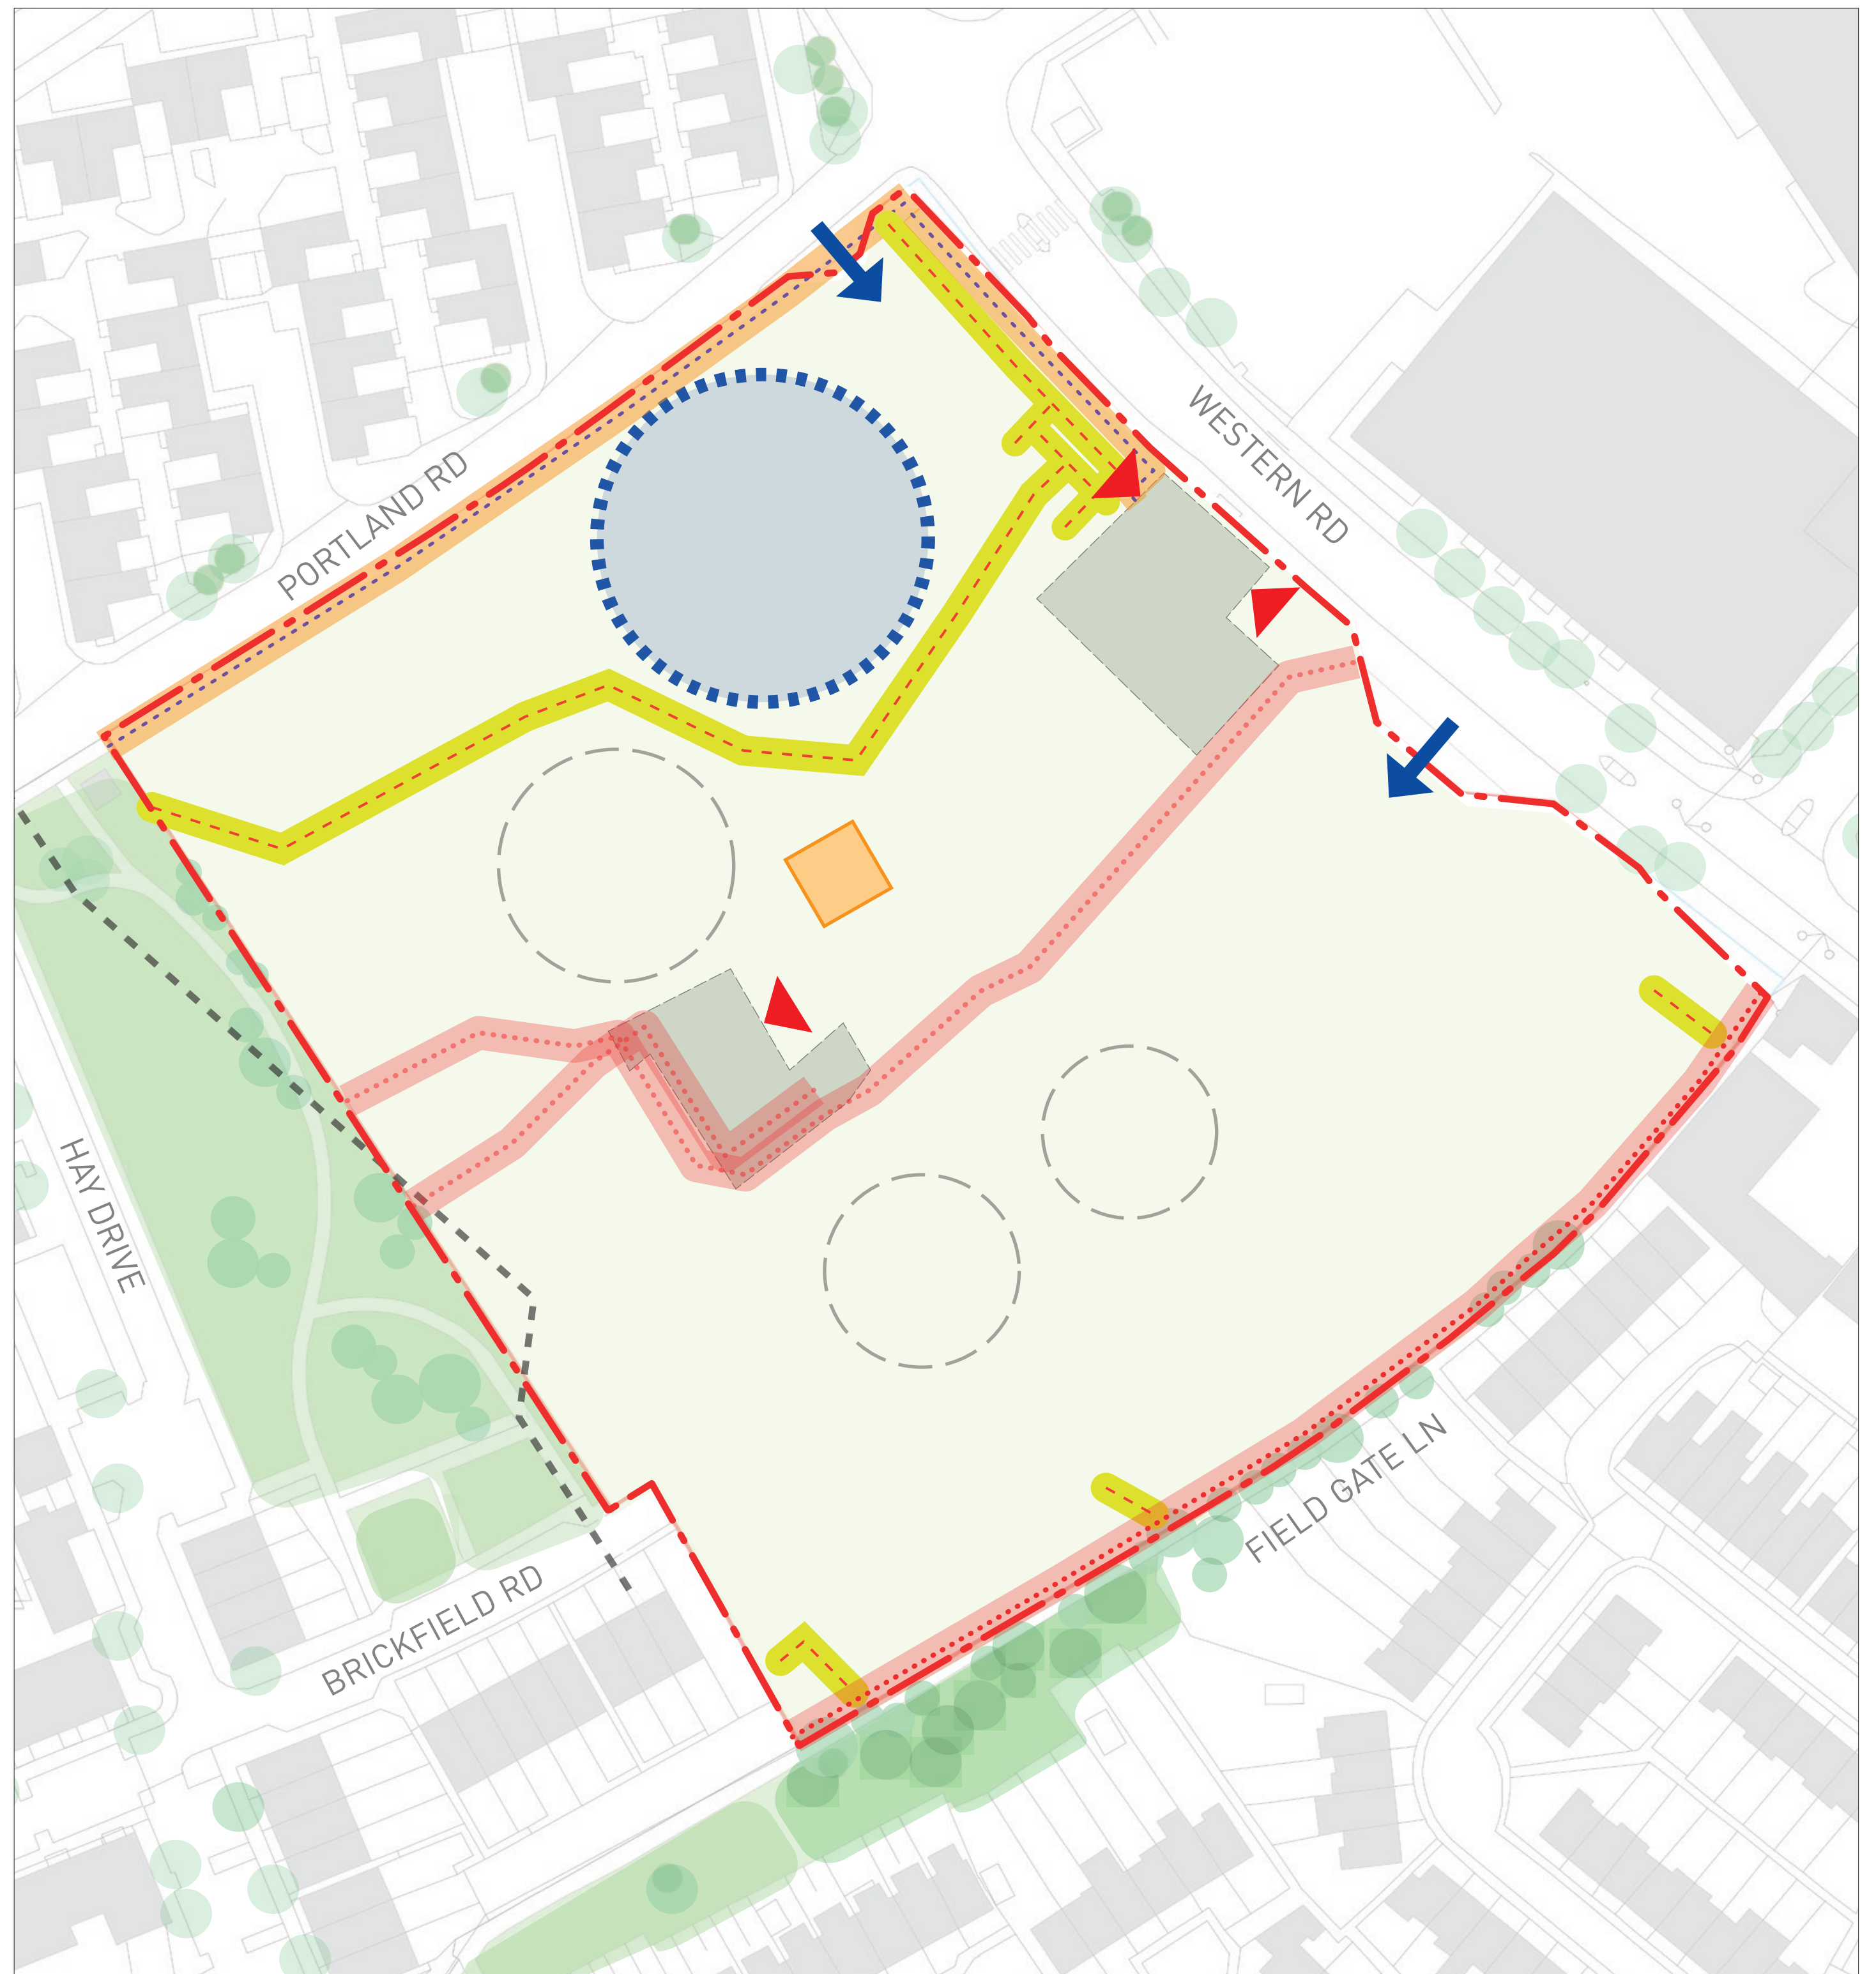 PORTLAND RD
WESTERN RD
HAY DRIVE
FIELD GATE LN
BRICKFIELD RD